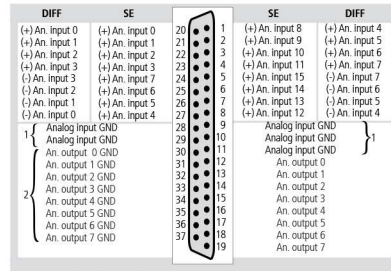 DIFF SE SE DIFF
(+) An. input 0 (+) An. input 0 20 1 (+) An. input 8 (+) An. input 4
(+) An. input 1 (+) An. input 1 21 2 (+) An. input 9 (+) An. input 5
(+) An. input 2 (+) An. input 2 22 3 (+) An. input 10 (+) An. input 6
(+) An. input 3 (+) An. input 3 23 4 (+) An. input 11 (+) An. input 7
(-) An. input 3 (+) An. input 7 24 5 (+) An. input 15 (-) An. input 7
(-) An. input 2 (+) An. input 6 25 6 (+) An. input 14 (-) An. input 6
(-) An. input 1 (+) An. input 5 26 7 (+) An. input 13 (-) An. input 5
(-) An. input 0 (+) An. input 4 27 8 (+) An. input 12 (-) An. input 4
1 Analog input GND 28 9 Analog input GND
Analog input GND 29 10 Analog input GND 1
An. output 0 GND 30 11 Analog input GND
An. output 1 GND 31 12 An. output 0
An. output 2 GND 32 13 An. output 1
2 An. output 3 GND 33 14 An. output 2
An. output 4 GND 34 15 An. output 3
An. output 5 GND 35 16 An. output 4
An. output 6 GND 36 17 An. output 5
An. output 7 GND 37 18 An. output 6
19 An. output 7